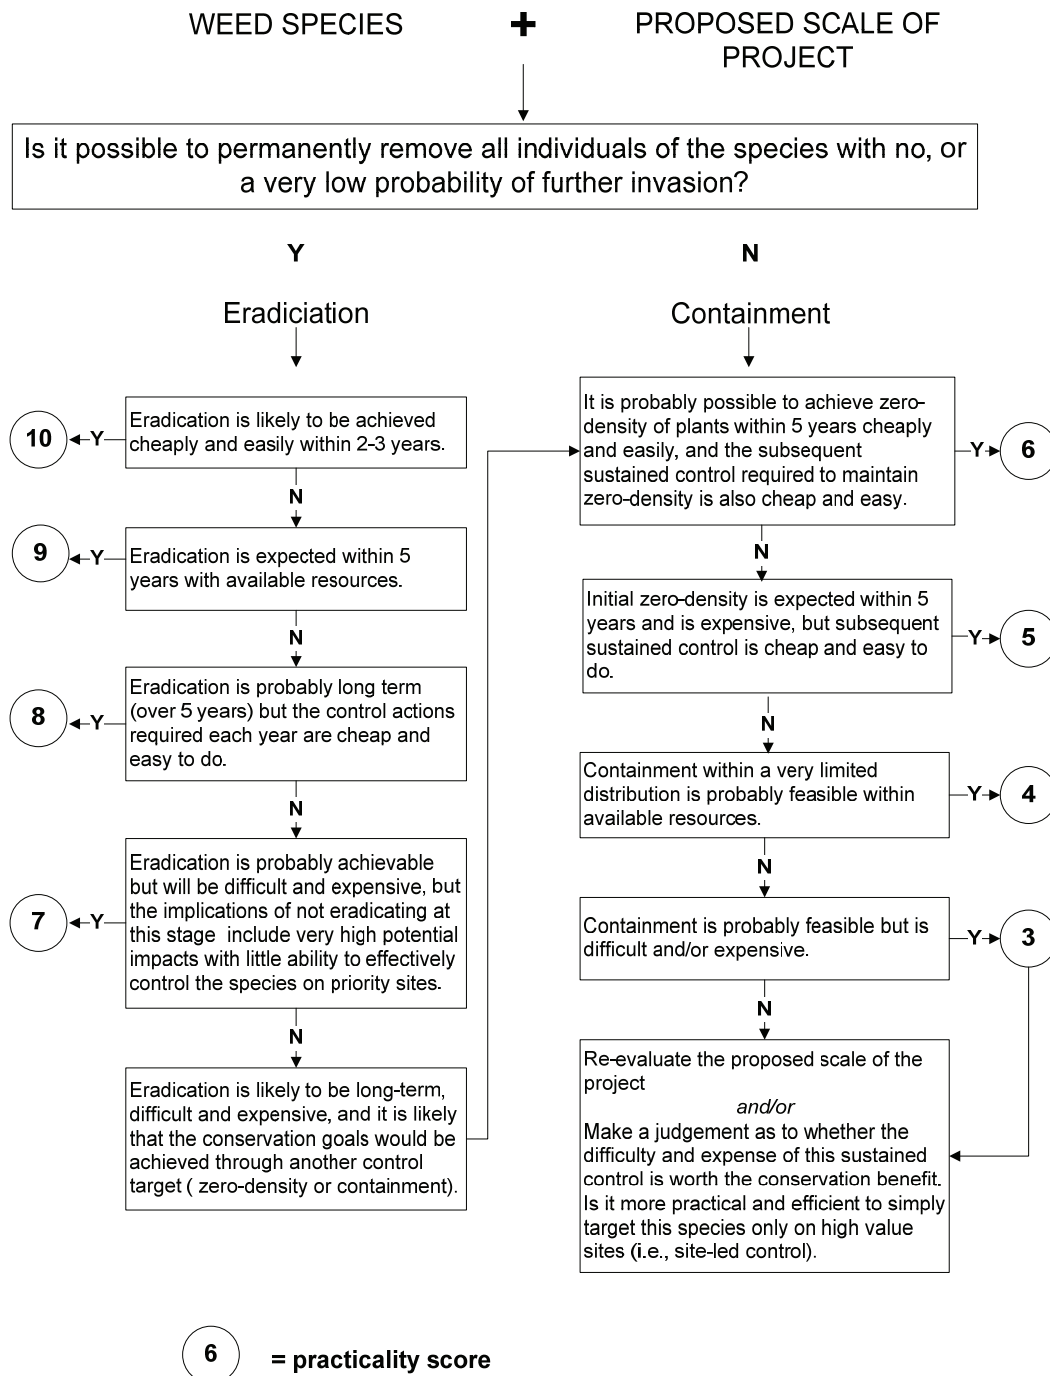 WEED SPECIES
+
PROPOSED SCALE OF
PROJECT
Is it possible to permanently remove all individuals of the species with no, or
a very low probability of further invasion?
Y
N
Eradiciation
Containment
10
Y
Eradication is likely to be achieved
cheaply and easily within 2-3 years.
N
9
Y
Eradication is expected within 5
years with available resources.
N
8
Y
Eradication is probably long term
(over 5 years) but the control actions
required each year are cheap and
easy to do.
N
7
Y
Eradication is probably achievable
but will be difficult and expensive, but
the implications of not eradicating at
this stage include very high potential
impacts with little ability to effectively
control the species on priority sites.
N
Eradication is likely to be long-term,
difficult and expensive, and it is likely
that the conservation goals would be
achieved through another control
target ( zero-density or containment).
It is probably possible to achieve zero-
density of plants within 5 years cheaply
and easily, and the subsequent
sustained control required to maintain
zero-density is also cheap and easy.
Y
6
N
Initial zero-density is expected within 5
years and is expensive, but subsequent
sustained control is cheap and easy to
do.
Y
5
N
Containment within a very limited
distribution is probably feasible within
available resources.
Y
4
N
Containment is probably feasible but is
difficult and/or expensive.
Y
3
N
Re-evaluate the proposed scale of the
project
and/or
Make a judgement as to whether the
difficulty and expense of this sustained
control is worth the conservation benefit.
Is it more practical and efficient to simply
target this species only on high value
sites (i.e., site-led control).
6
= practicality score